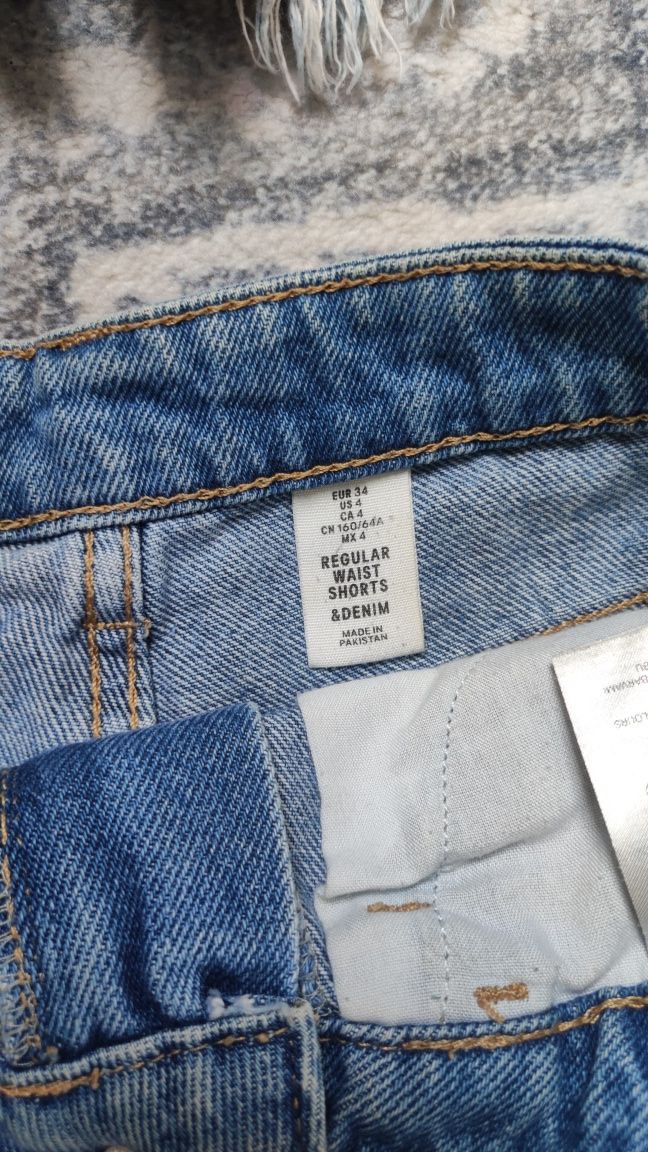 EUR 34
US 4
CA 4
CN 160/64A
MX 4
REGULAR
WAIST
SHORTS
&DENIM
MADE IN
PAKISTAN